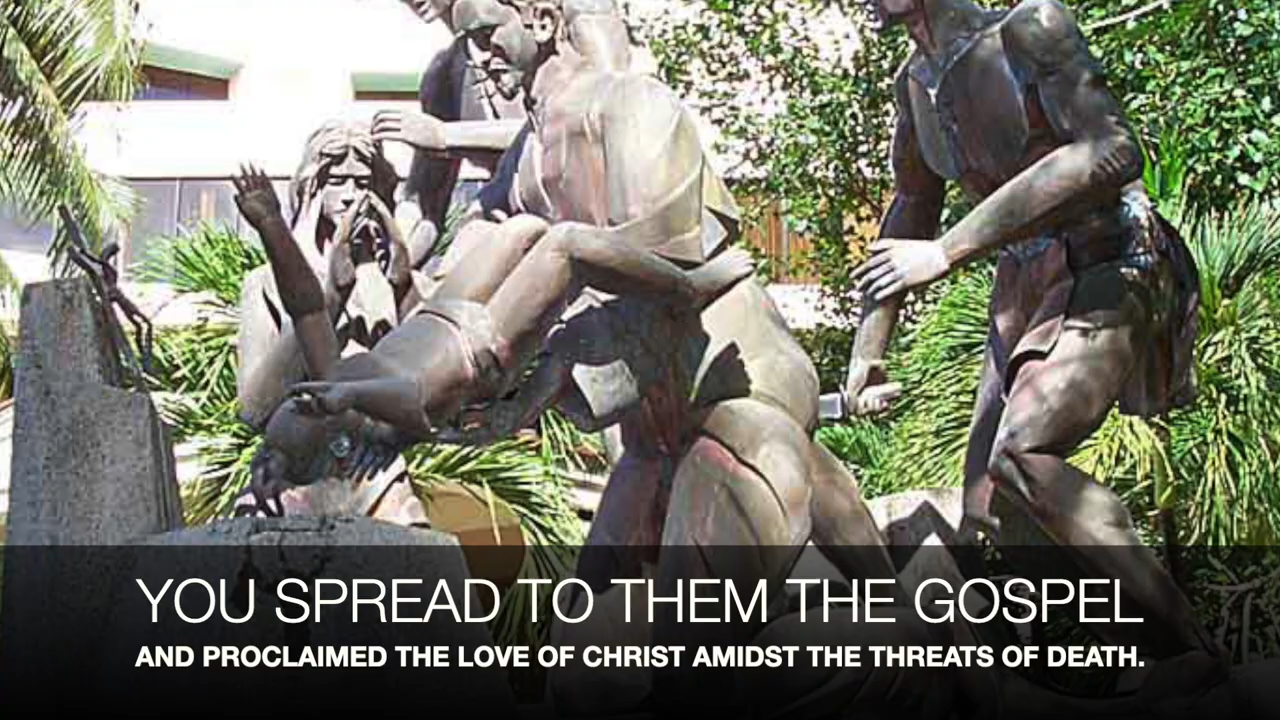 YOU SPREAD TO THEM THE GOSPEL
AND PROCLAIMED THE LOVE OF CHRIST AMIDST THE THREATS OF DEATH.